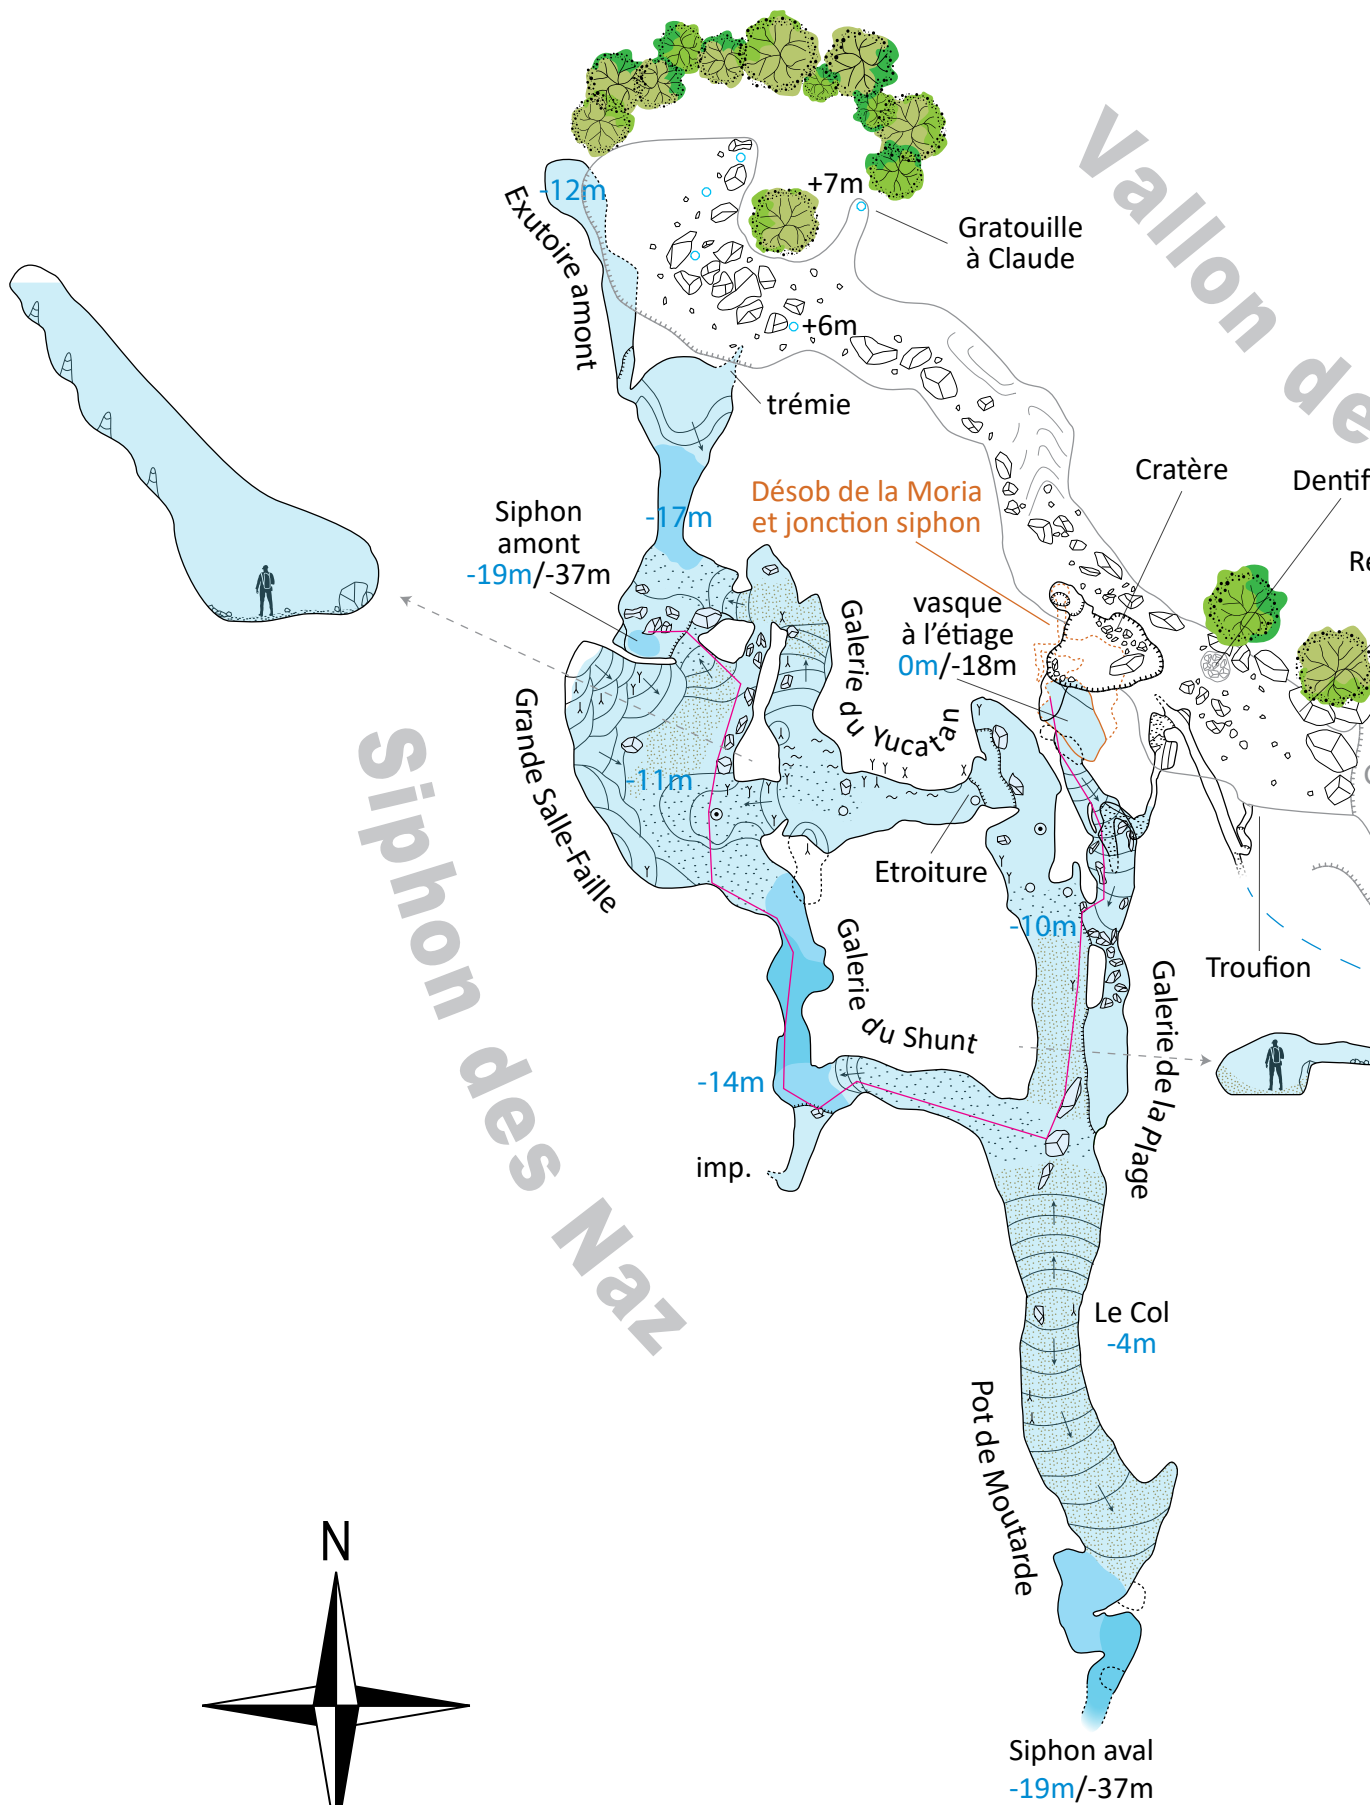 -12m
Exutoire amont
+7m
Gratouille
à Claude
+6m
trémie
Vallon de
Cratère
Dentif
Désob de la Moria
et jonction siphon
-17m
Siphon
amont
-19m/-37m
Re
vasque
à l’étiage
0m/-18m
Galerie du Yucatan
Grande Salle-Faille
-11m
Siphon des Naz
Etroiture
-10m
Troufion
Galerie du Shunt
Galerie de la Plage
-14m
imp.
Le Col
-4m
Pot de Moutarde
N
Siphon aval
-19m/-37m